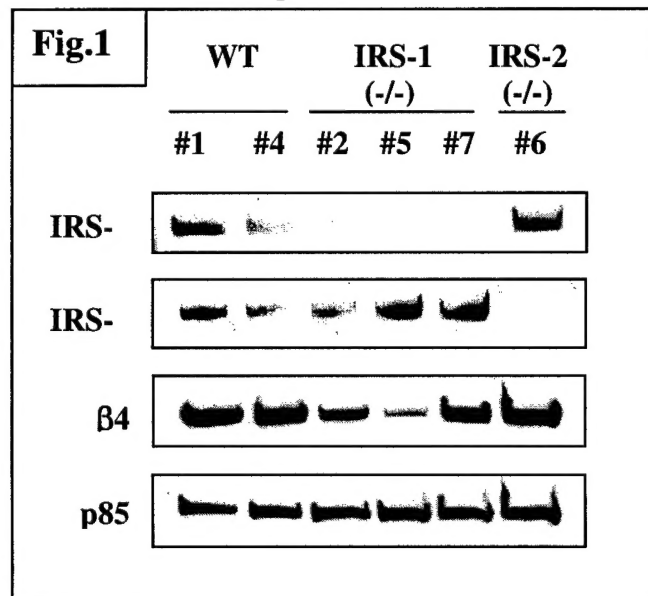 Fig.1
WT IRS-1 IRS-2
(-/-) (-/-)
#1 #4 #2 #5 #7 #6
IRS-
IRS-
β4
p85